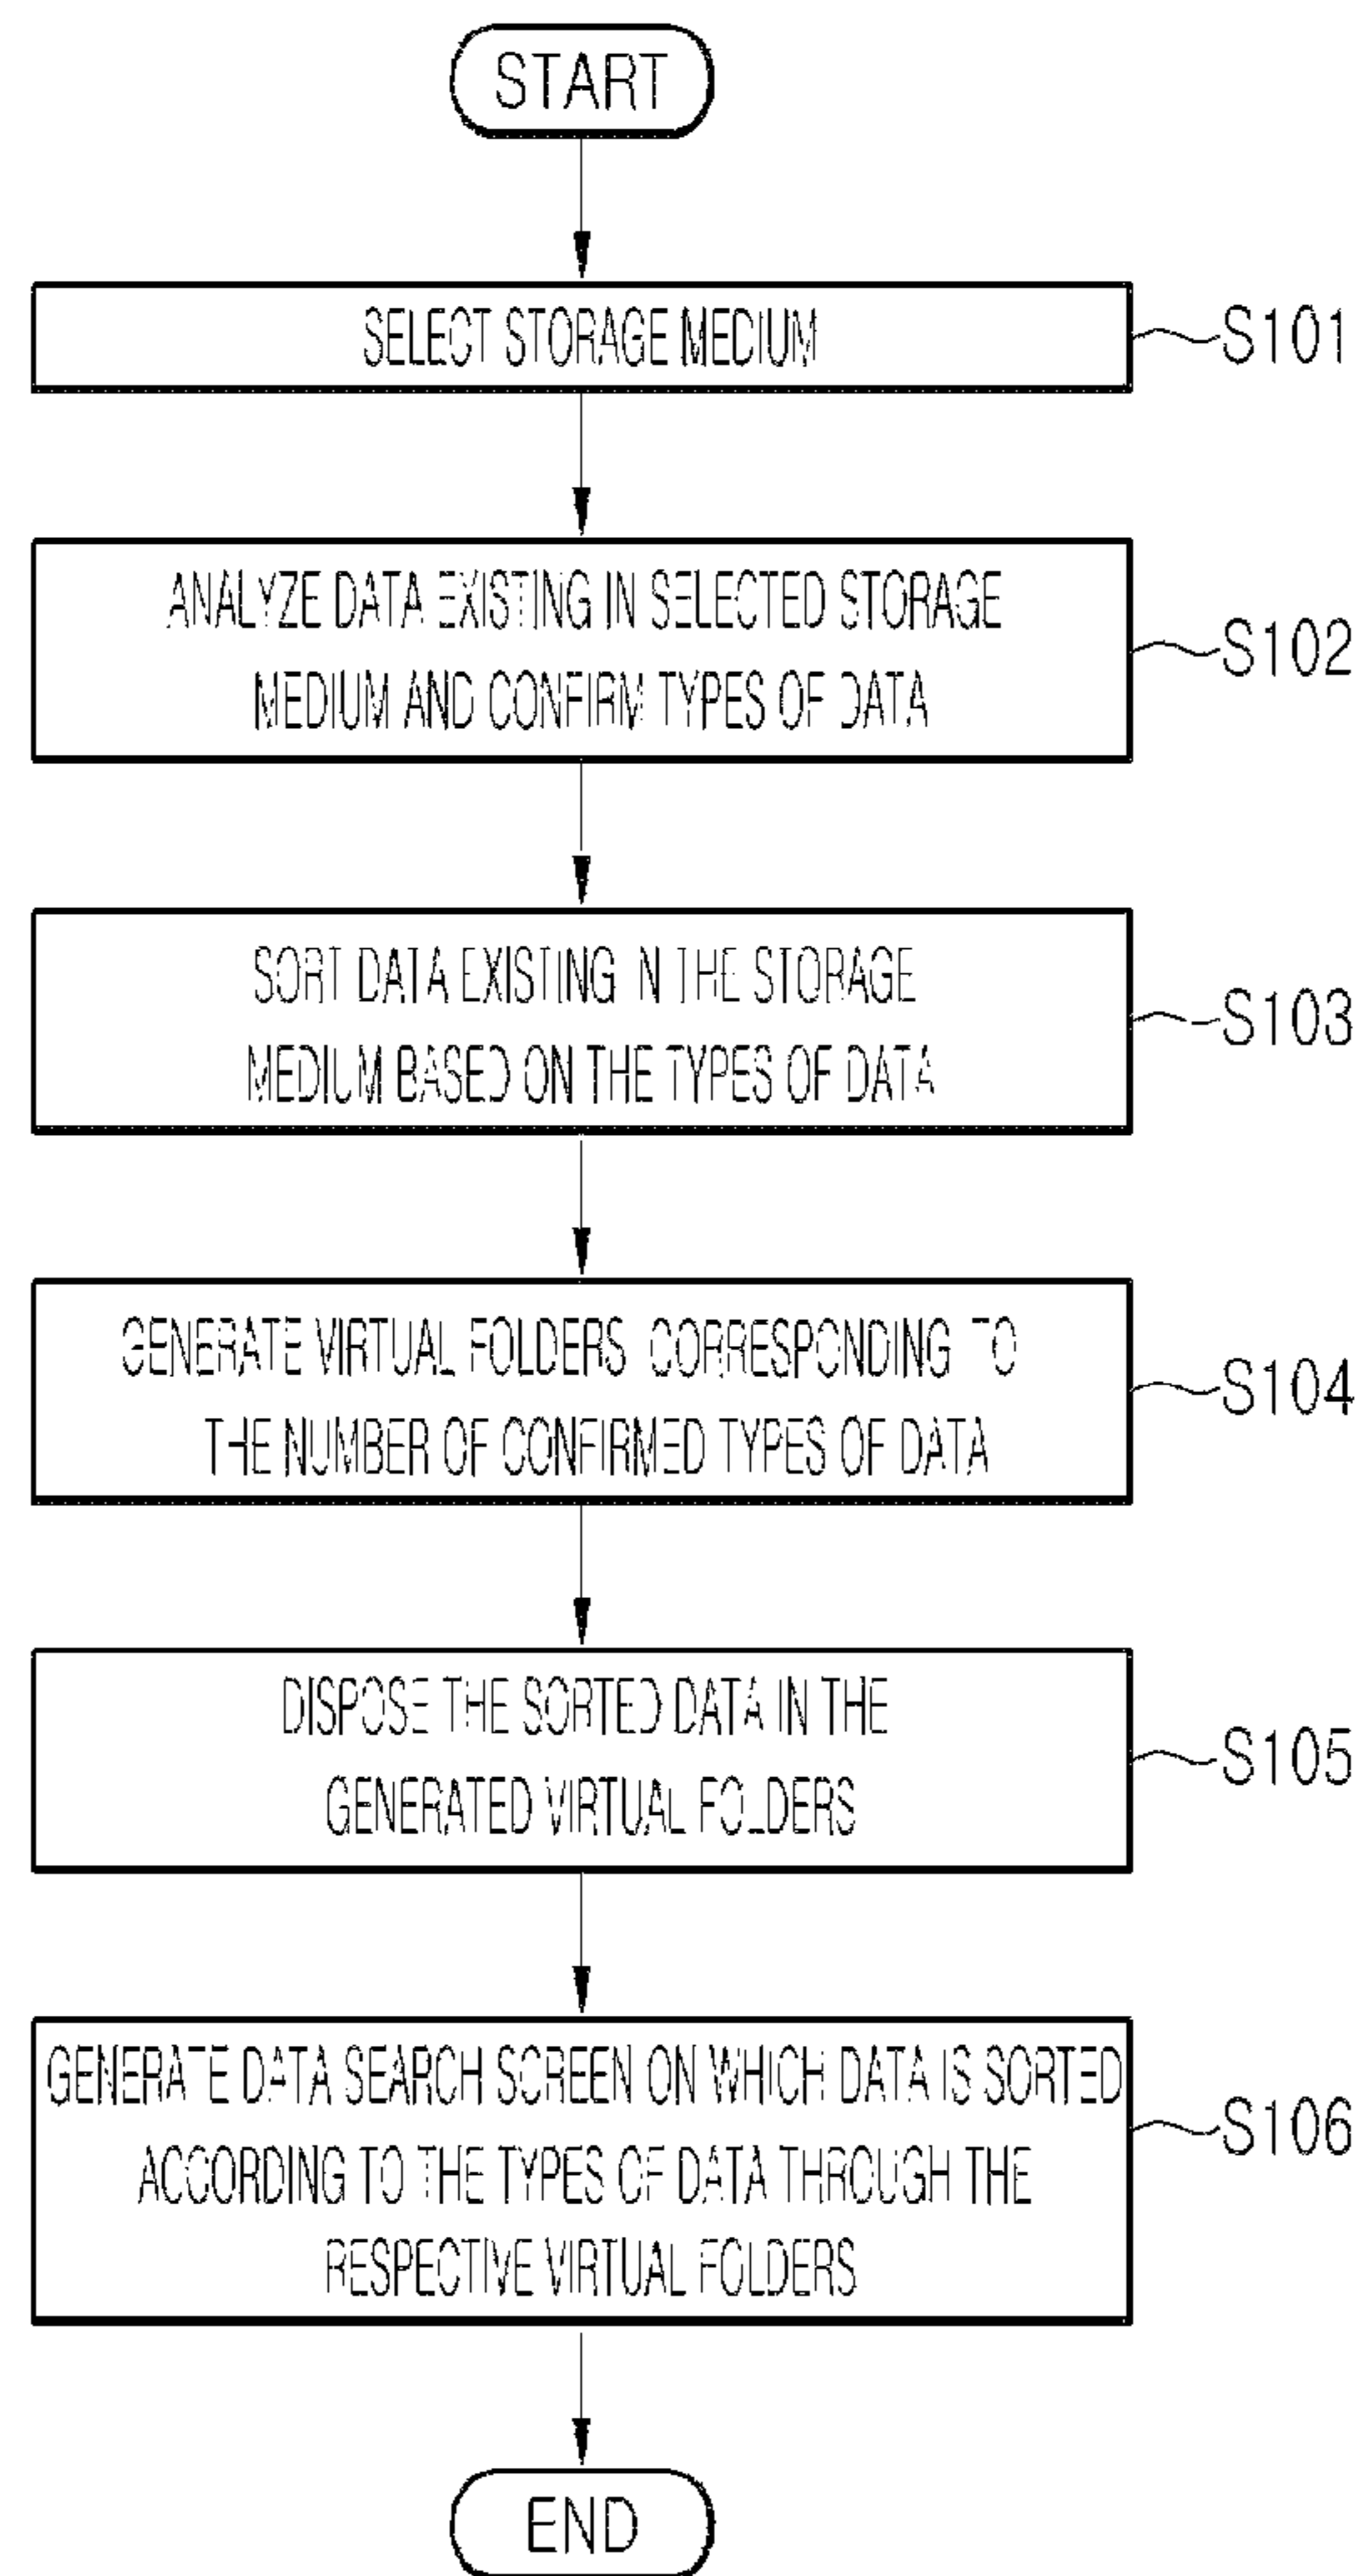 START
SELECT STORAGE MEDIUM
S101
ANALYZE DATA EXISTING IN SELECTED STORAGE
MEDIUM AND CONFIRM TYPES OF DATA
S102
SORT DATA EXISTING IN THE STORAGE
MEDIUM BASED ON THE TYPES OF DATA
S103
GENERATE VIRTUAL FOLDERS CORRESPONDING TO
THE NUMBER OF CONFIRMED TYPES OF DATA
S104
DISPOSE THE SORTED DATA IN THE
GENERATED VIRTUAL FOLDERS
S105
GENERATE DATA SEARCH SCREEN ON WHICH DATA IS SORTED
ACCORDING TO THE TYPES OF DATA THROUGH THE
RESPECTIVE VIRTUAL FOLDERS
S106
END